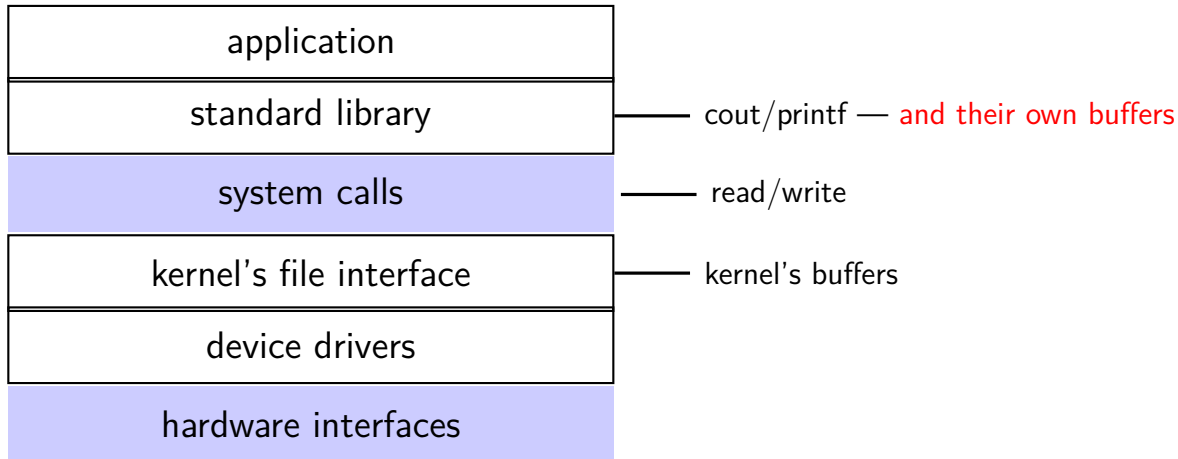 application
standard library
cout/printf — and their own buffers
system calls
read/write
kernel's file interface
kernel's buffers
device drivers
hardware interfaces